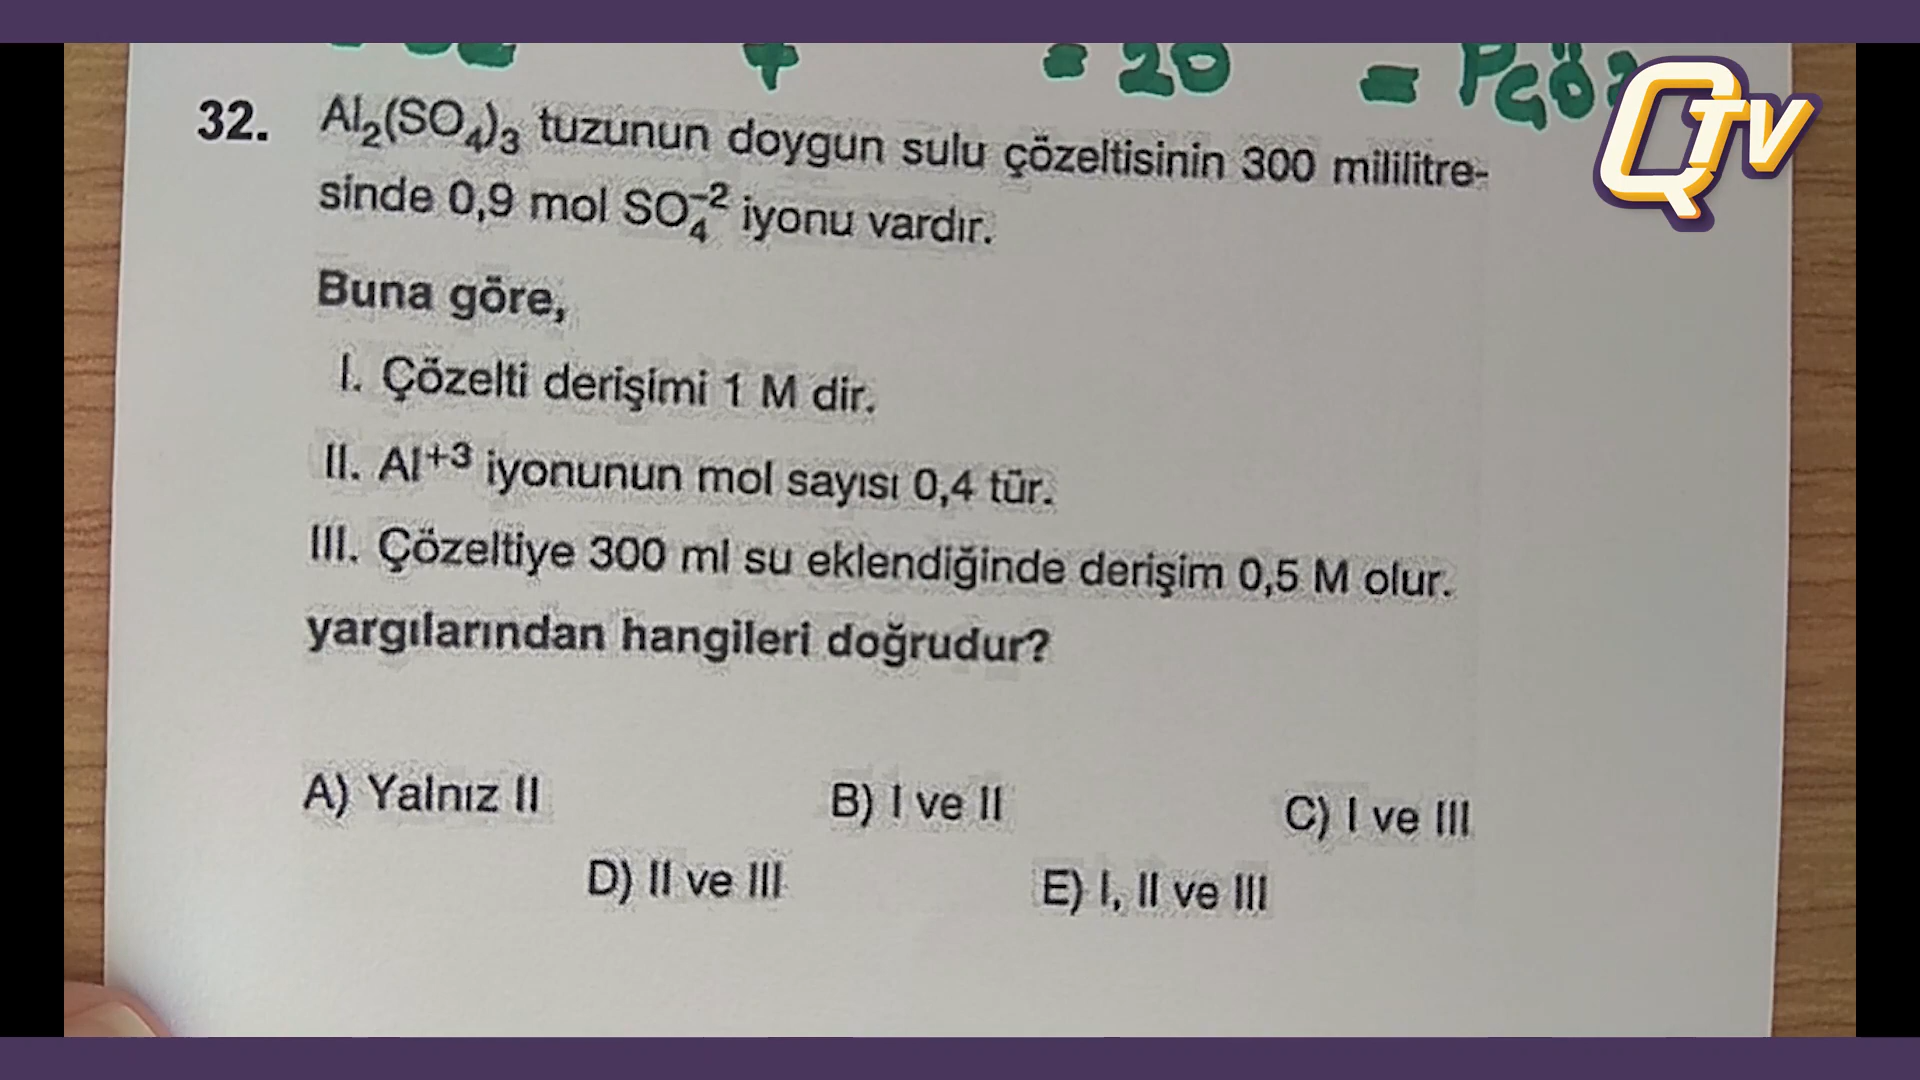 = 20 = PÇÖZ
QTV
32. Al₂(SO₄)₃ tuzunun doygun sulu çözeltisinin 300 mililitre-
sinde 0,9 mol SO₄⁻² iyonu vardır.
Buna göre,
I. Çözelti derişimi 1 M dir.
II. Al⁺³ iyonunun mol sayısı 0,4 tür.
III. Çözeltiye 300 ml su eklendiğinde derişim 0,5 M olur.
yargılarından hangileri doğrudur?
A) Yalnız II B) I ve II C) I ve III
D) II ve III E) I, II ve III